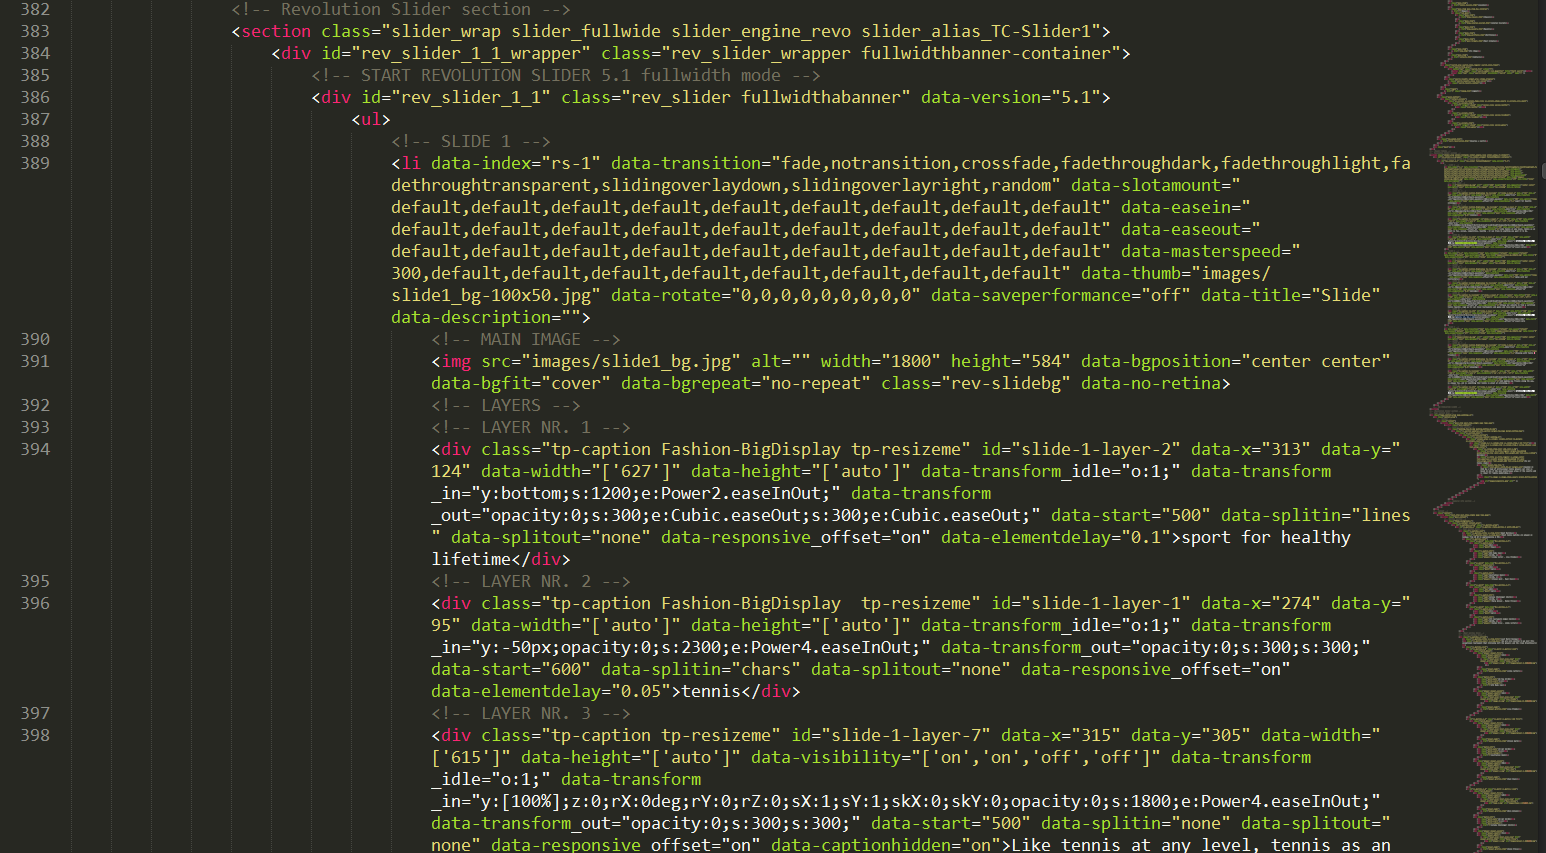 382 <!-- Revolution Slider section -->
383 <section class="slider_wrap slider_fullwide slider_engine_revo slider_alias_TC-Slider1">
384 <div id="rev_slider_1_1_wrapper" class="rev_slider_wrapper fullwidthbanner-container">
385 <!-- START REVOLUTION SLIDER 5.1 fullwidth mode -->
386 <div id="rev_slider_1_1" class="rev_slider fullwidthabanner" data-version="5.1">
387 <ul>
388 <!-- SLIDE 1 -->
389 <li data-index="rs-1" data-transition="fade,notransition,crossfade,fadethroughdark,fadethroughlight,fa
dethroughtransparent,slidingoverlaydown,slidingoverlayright,random" data-slotamount="
default,default,default,default,default,default,default,default,default" data-easein="
default,default,default,default,default,default,default,default,default" data-easeout="
default,default,default,default,default,default,default,default,default" data-masterspeed="
300,default,default,default,default,default,default,default,default" data-thumb="images/
slide1_bg-100x50.jpg" data-rotate="0,0,0,0,0,0,0,0,0" data-saveperformance="off" data-title="Slide"
data-description="">
390 <!-- MAIN IMAGE -->
391 <img src="images/slide1_bg.jpg" alt="" width="1800" height="584" data-bgposition="center center"
data-bgfit="cover" data-bgrepeat="no-repeat" class="rev-slidebg" data-no-retina>
392 <!-- LAYERS -->
393 <!-- LAYER NR. 1 -->
394 <div class="tp-caption Fashion-BigDisplay tp-resizeme" id="slide-1-layer-2" data-x="313" data-y="
124" data-width="['627']" data-height="['auto']" data-transform_idle="o:1;" data-transform
_in="y:bottom;s:1200;e:Power2.easeInOut;" data-transform
_out="opacity:0;s:300;e:Cubic.easeOut;s:300;e:Cubic.easeOut;" data-start="500" data-splitin="lines
" data-splitout="none" data-responsive_offset="on" data-elementdelay="0.1">sport for healthy
lifetime</div>
395 <!-- LAYER NR. 2 -->
396 <div class="tp-caption Fashion-BigDisplay  tp-resizeme" id="slide-1-layer-1" data-x="274" data-y="
95" data-width="['auto']" data-height="['auto']" data-transform_idle="o:1;" data-transform
_in="y:-50px;opacity:0;s:2300;e:Power4.easeInOut;" data-transform_out="opacity:0;s:300;s:300;"
data-start="600" data-splitin="chars" data-splitout="none" data-responsive_offset="on"
data-elementdelay="0.05">tennis</div>
397 <!-- LAYER NR. 3 -->
398 <div class="tp-caption tp-resizeme" id="slide-1-layer-7" data-x="315" data-y="305" data-width="
['615']" data-height="['auto']" data-visibility="['on','on','off','off']" data-transform
_idle="o:1;" data-transform
_in="y:[100%];z:0;rX:0deg;rY:0;rZ:0;sX:1;sY:1;skX:0;skY:0;opacity:0;s:1800;e:Power4.easeInOut;"
data-transform_out="opacity:0;s:300;s:300;" data-start="500" data-splitin="none" data-splitout="
none" data-responsive_offset="on" data-captionhidden="on">Like tennis at any level, tennis as an